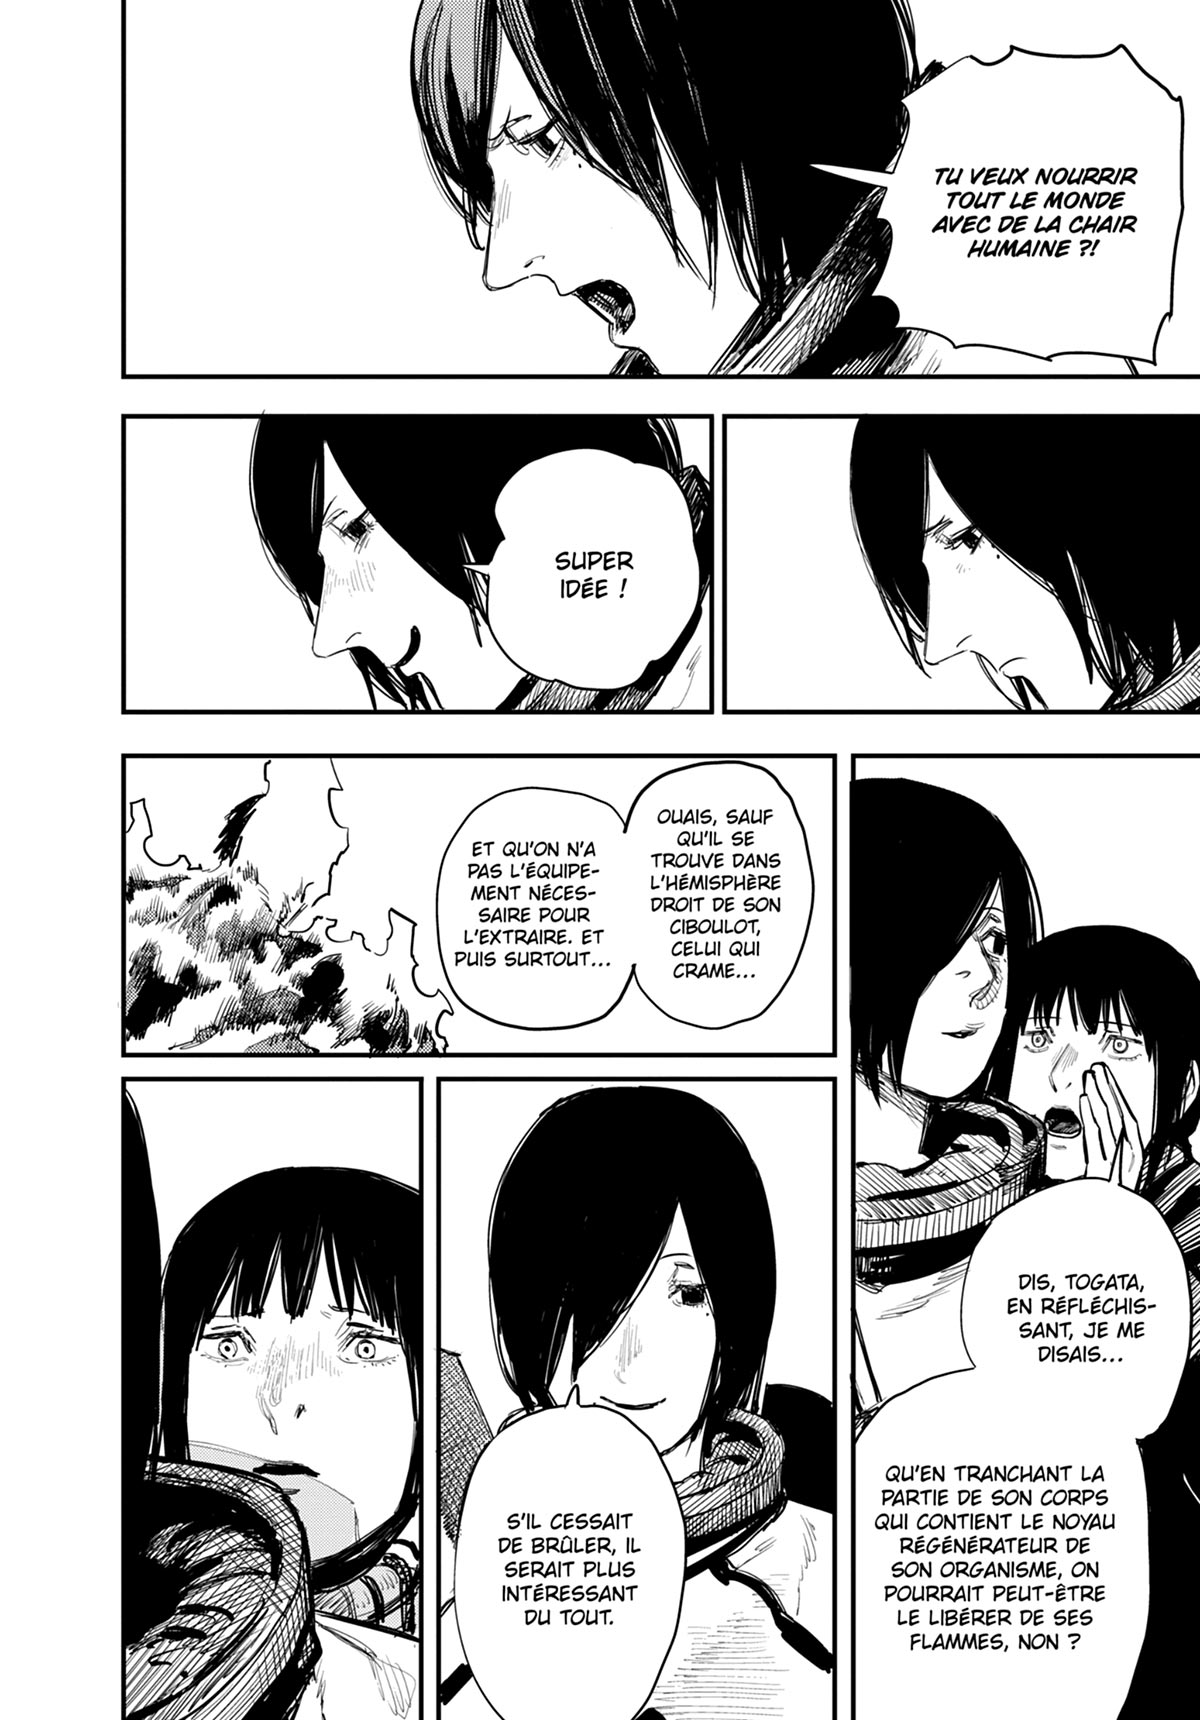 TU VEUX NOURRIR
TOUT LE MONDE
AVEC DE LA CHAIR
HUMAINE ?!
SUPER
IDÉE !
DIS, TOGATA,
EN RÉFLÉCHIS-
SANT, JE ME
DISAIS...
QU'EN TRANCHANT LA
PARTIE DE SON CORPS
QUI CONTIENT LE NOYAU
RÉGÉNÉRATEUR DE
SON ORGANISME, ON
POURRAIT PEUT-ÊTRE
LE LIBÉRER DE SES
FLAMMES, NON ?
OUAIS, SAUF
QU'IL SE
TROUVE DANS
L'HÉMISPHÈRE
DROIT DE SON
CIBOULOT,
CELUI QUI
CRAME...
ET QU'ON N'A
PAS L'ÉQUIPE-
MENT NÉCES-
SAIRE POUR
L'EXTRAIRE. ET
PUIS SURTOUT...
S'IL CESSAIT
DE BRÛLER, IL
SERAIT PLUS
INTÉRESSANT
DU TOUT.